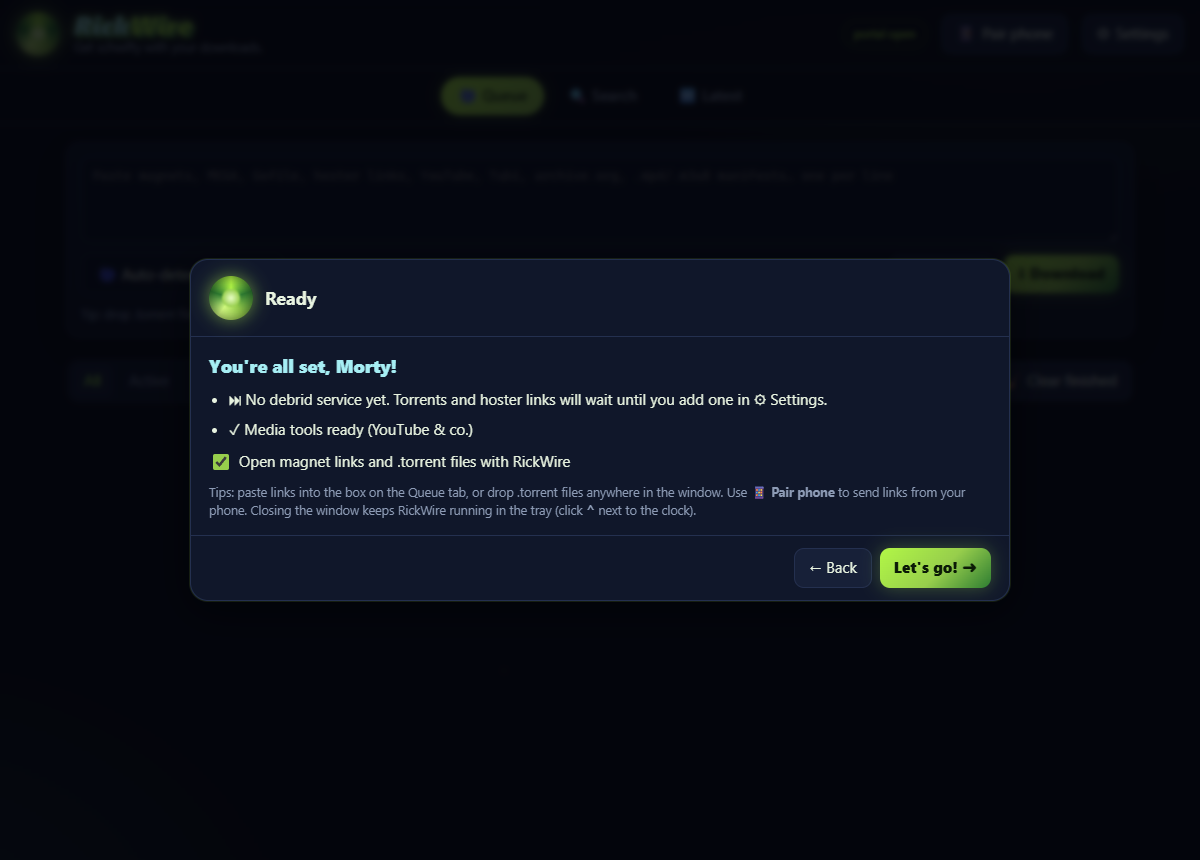 RickWire
Pair phone
Settings
Queue
Search
Latest
Download
Ready
You're all set, Morty!
• ⏭ No debrid service yet. Torrents and hoster links will wait until you add one in ⚙ Settings.
• ✓ Media tools ready (YouTube & co.)
Open magnet links and .torrent files with RickWire
Tips: paste links into the box on the Queue tab, or drop .torrent files anywhere in the window. Use 📱 Pair phone to send links from your
phone. Closing the window keeps RickWire running in the tray (click ^ next to the clock).
← Back
Let's go! →
All
Clear finished